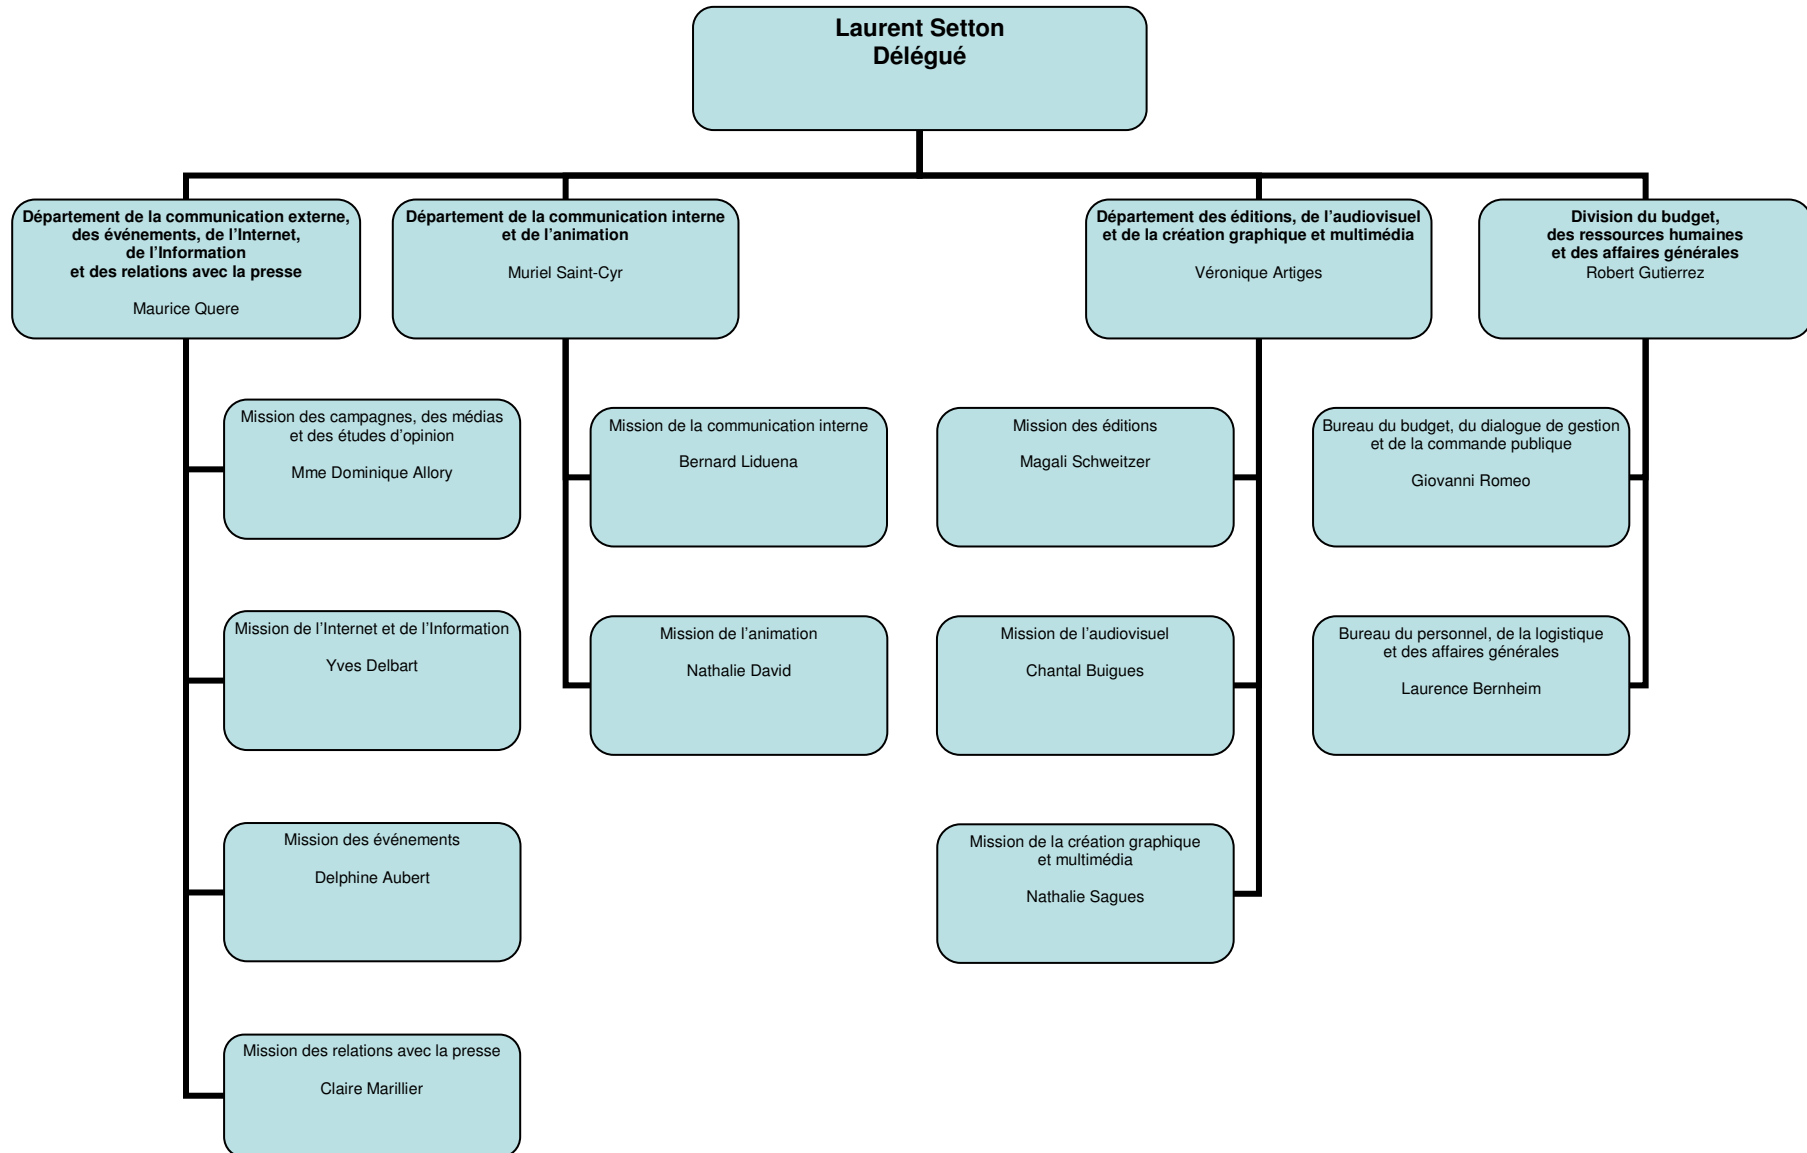 Laurent Setton
Délégué
Département de la communication externe,
des événements, de l’Internet,
de l’Information
et des relations avec la presse
Maurice Quere
Département de la communication interne
et de l’animation
Muriel Saint-Cyr
Département des éditions, de l’audiovisuel
et de la création graphique et multimédia
Véronique Artiges
Division du budget,
des ressources humaines
et des affaires générales
Robert Gutierrez
Mission des campagnes, des médias
et des études d’opinion
Mme Dominique Allory
Mission de la communication interne
Bernard Liduena
Mission des éditions
Magali Schweitzer
Bureau du budget, du dialogue de gestion
et de la commande publique
Giovanni Romeo
Mission de l’Internet et de l’Information
Yves Delbart
Mission de l’animation
Nathalie David
Mission de l’audiovisuel
Chantal Buigues
Bureau du personnel, de la logistique
et des affaires générales
Laurence Bernheim
Mission des événements
Delphine Aubert
Mission de la création graphique
et multimédia
Nathalie Sagues
Mission des relations avec la presse
Claire Marillier